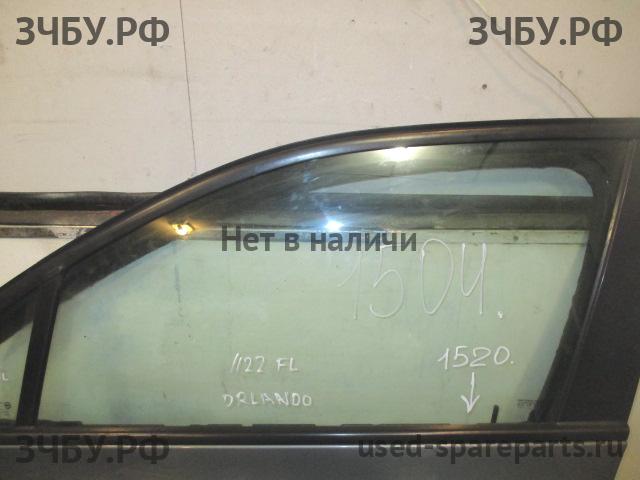 ЗЧБУ.РФ ЗЧБУ.РФ
Нет в наличи
1504.
1122 FL
1520.
ORLANDO
ЗЧБУ.РФ
used-spareparts.ru